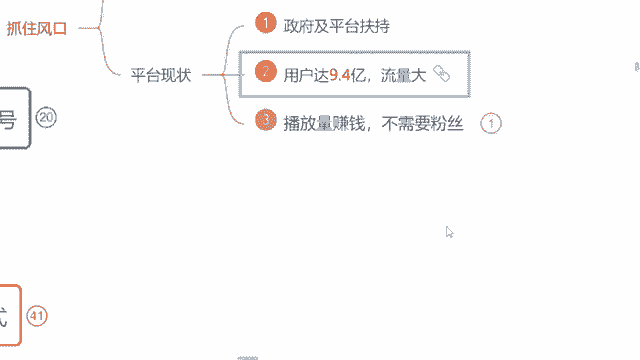 抓住风口
平台现状
1 政府及平台扶持
2 用户达9.4亿，流量大
3 播放量赚钱，不需要粉丝 1
号 20
式 41